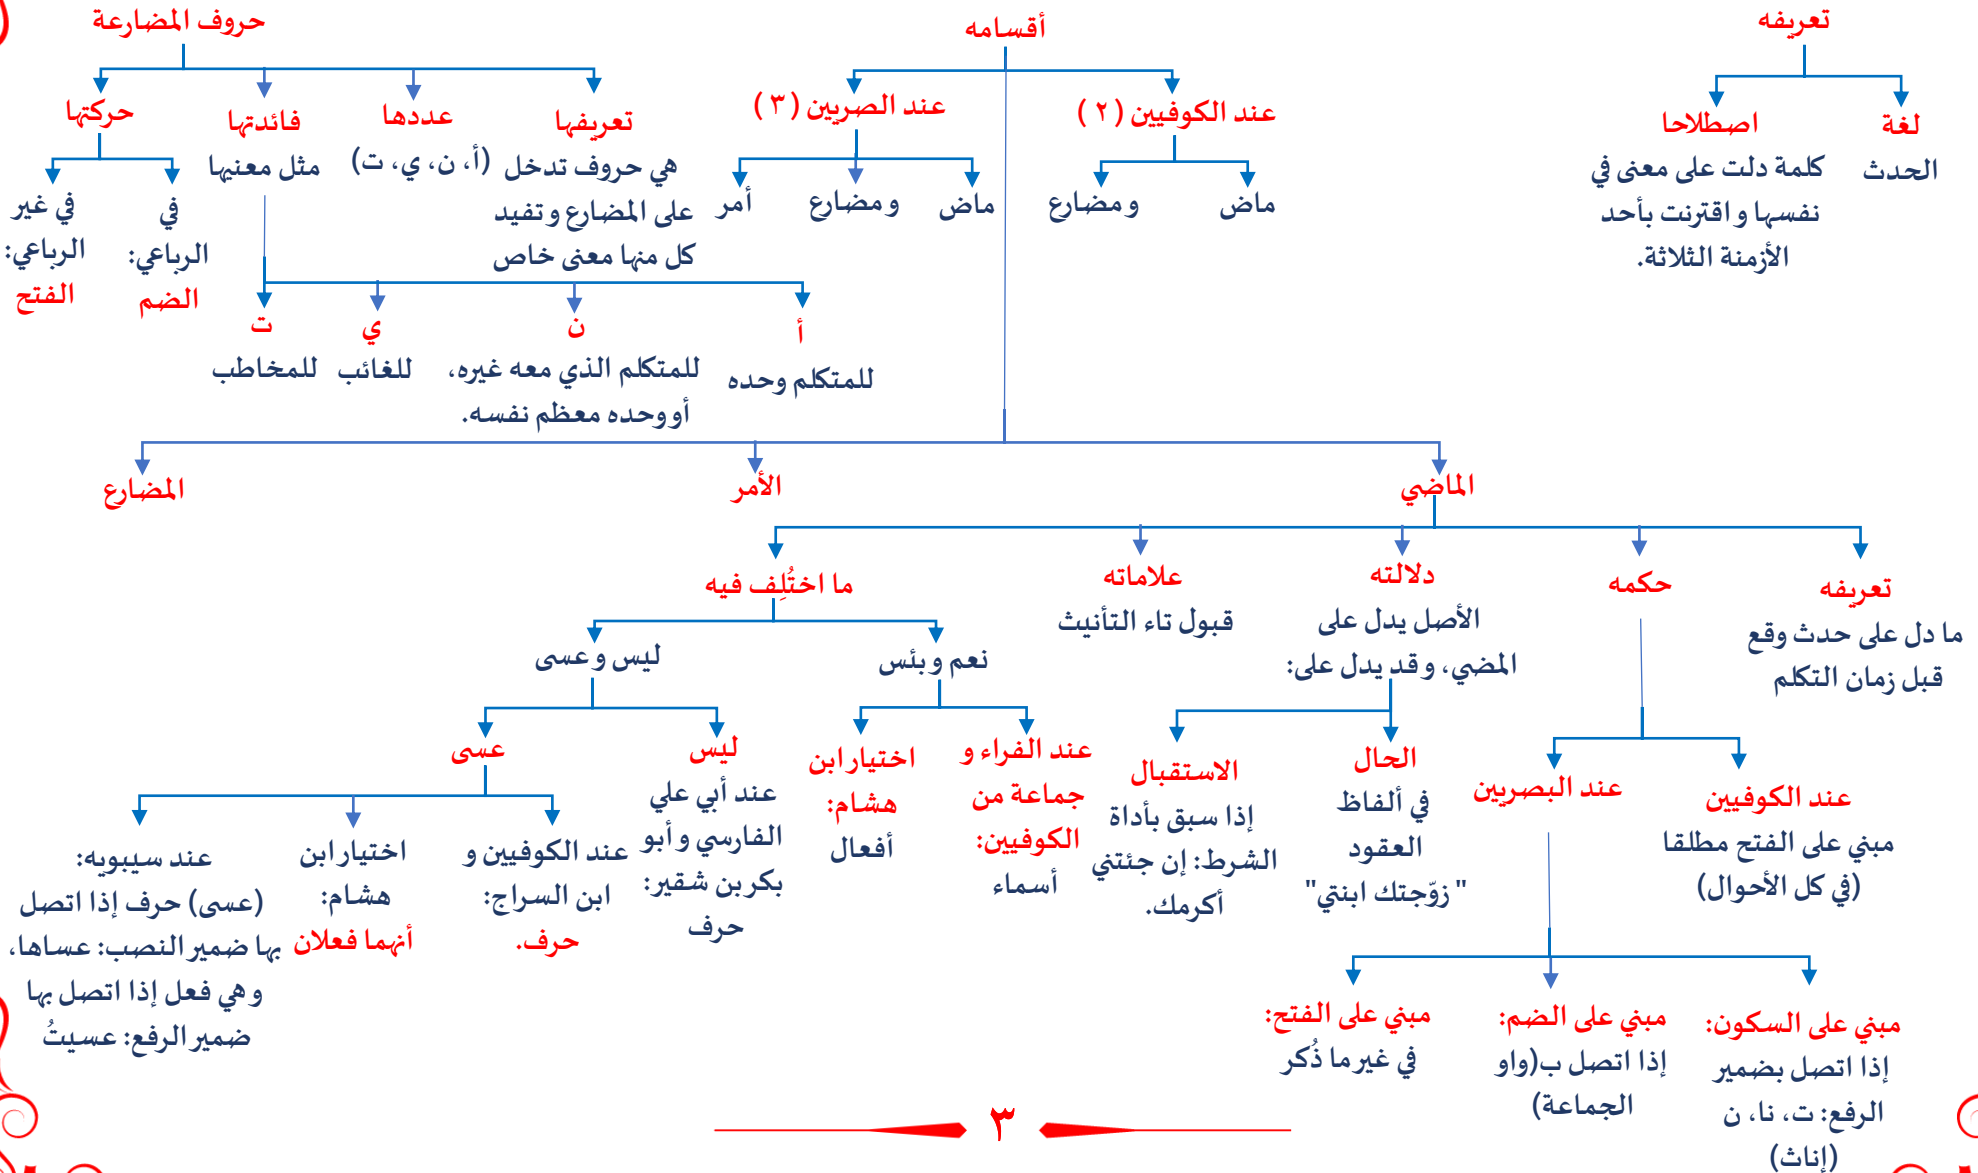 تعريفه
لغة
الحدث
اصطلاحا
كلمة دلت على معنى في
نفسها واقترنت بأحد
الأزمنة الثلاثة.
أقسامه
عند الكوفيين (٢)
ماض
ومضارع
عند الصريين (٣)
ماض
ومضارع
أمر
حروف المضارعة
تعريفها
هي حروف تدخل
على المضارع وتفيد
كل منها معنى خاص
عددها
(أ، ن، ي، ت)
فائدتها
مثل معنيها
حركتها
في
الرباعي:
الضم
في غير
الرباعي:
الفتح
أ
للمتكلم وحده
ن
للمتكلم الذي معه غيره،
أووحده معظم نفسه.
ي
للغائب
ت
للمخاطب
الماضي
الأمر
المضارع
تعريفه
ما دل على حدث وقع
قبل زمان التكلم
حكمه
عند الكوفيين
مبني على الفتح مطلقا
(في كل الأحوال)
عند البصريين
مبني على السكون:
إذا اتصل بضمير
الرفع: ت، نا، ن
(إناث)
مبني على الضم:
إذا اتصل ب(واو
الجماعة)
مبني على الفتح:
في غير ما ذُكر
دلالته
الأصل يدل على
المضي، وقد يدل على:
الحال
في ألفاظ
العقود
"زوّجتك ابنتي"
الاستقبال
إذا سبق بأداة
الشرط: إن جئتني
أكرمك.
علاماته
قبول تاء التأنيث
ما اختُلِف فيه
نعم وبئس
عند الفراء و
جماعة من
الكوفيين:
أسماء
اختيار ابن
هشام:
أفعال
ليس وعسى
ليس
عند أبي علي
الفارسي وأبو
بكر بن شقير:
حرف
عسى
عند الكوفيين و
ابن السراج:
حرف.
اختيار ابن
هشام:
أنهما فعلان
عند سيبويه:
(عسى) حرف إذا اتصل
بها ضمير النصب: عساها،
وهي فعل إذا اتصل بها
ضمير الرفع: عسيتُ
٣